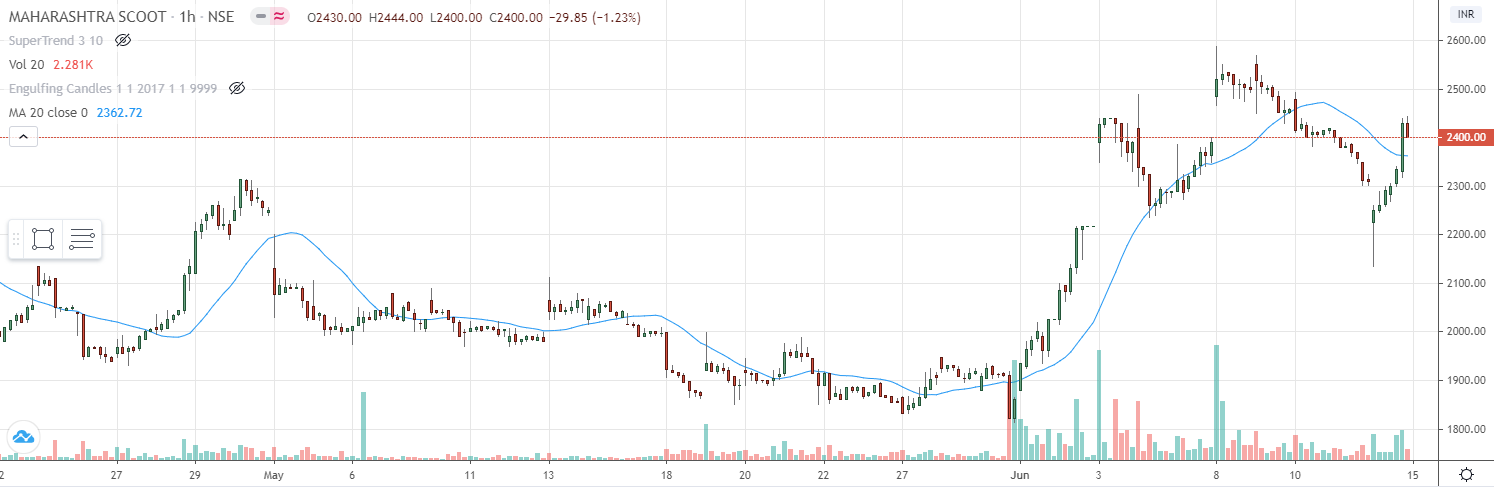 MAHARASHTRA SCOOT · 1h · NSE O2430.00 H2444.00 L2400.00 C2400.00 −29.85 (−1.23%)
INR
SuperTrend 3 10
Vol 20 2.281K
Engulfing Candles 1 1 2017 1 1 9999
MA 20 close 0 2362.72
2600.00
2500.00
2400.00
2300.00
2200.00
2100.00
2000.00
1900.00
1800.00
2 27 29 May 6 11 13 18 20 22 27 Jun 3 8 10 15